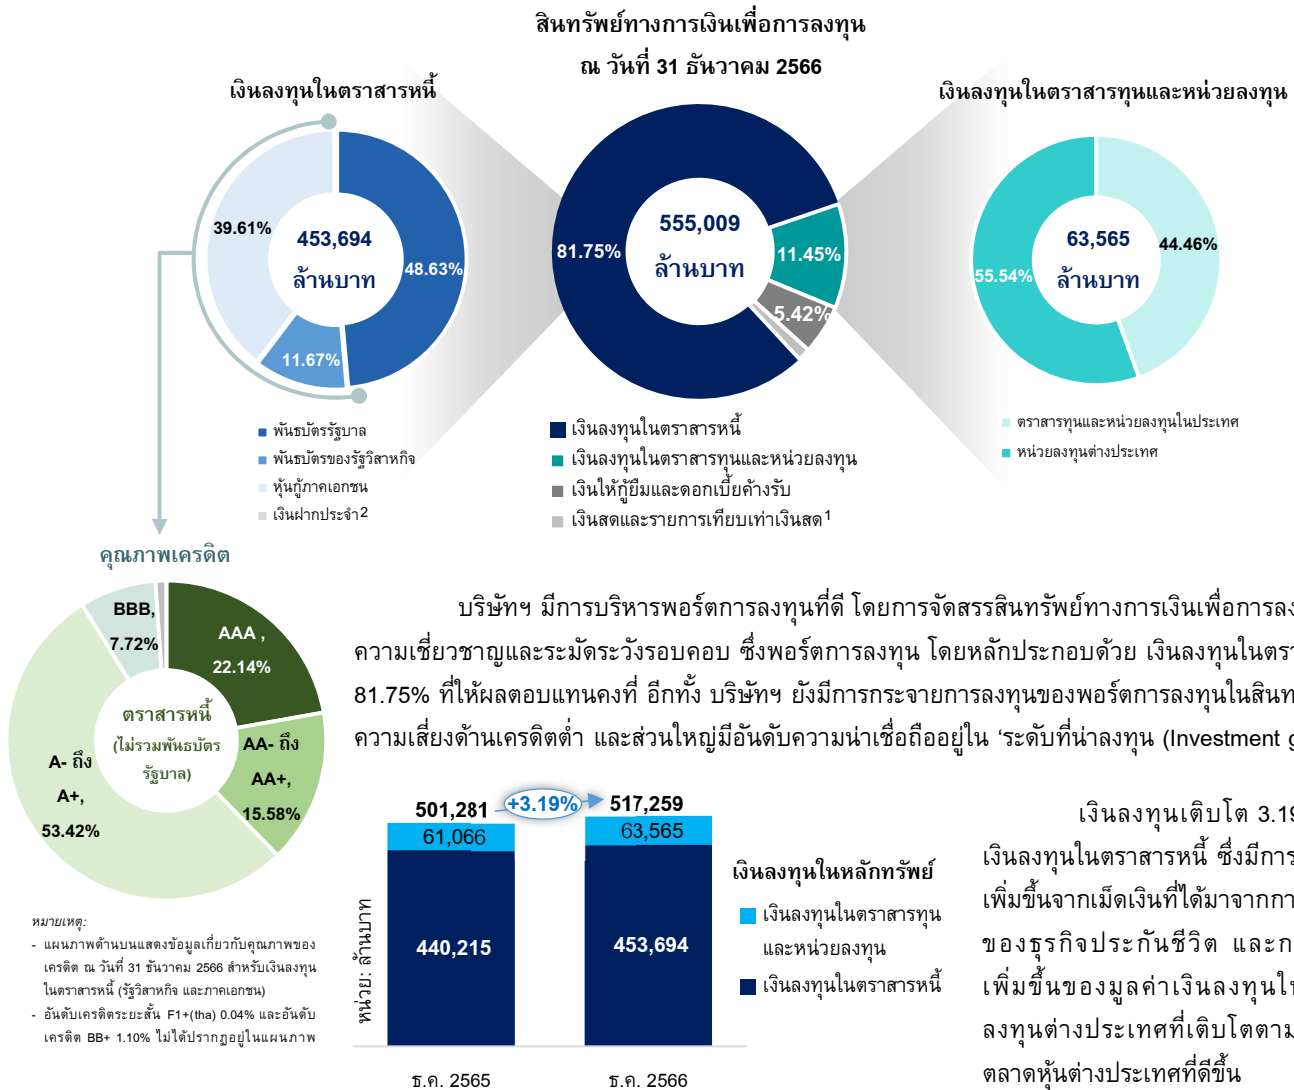 สินทรัพย์ทางการเงินเพื่อการลงทุน
ณ วันที่ 31 ธันวาคม 2566
เงินลงทุนในตราสารหนี้
39.61%
453,694
ล้านบาท
48.63%
11.67%
พันธบัตรรัฐบาล
พันธบัตรของรัฐวิสาหกิจ
หุ้นกู้ภาคเอกชน
เงินฝากประจำ2
81.75%
555,009
ล้านบาท
11.45%
5.42%
เงินลงทุนในตราสารหนี้
เงินลงทุนในตราสารทุนและหน่วยลงทุน
เงินให้กู้ยืมและดอกเบี้ยค้างรับ
เงินสดและรายการเทียบเท่าเงินสด1
เงินลงทุนในตราสารทุนและหน่วยลงทุน
55.54%
63,565
ล้านบาท
44.46%
ตราสารทุนและหน่วยลงทุนในประเทศ
หน่วยลงทุนต่างประเทศ
คุณภาพเครดิต
BBB,
7.72%
AAA ,
22.14%
ตราสารหนี้
(ไม่รวมพันธบัตร
รัฐบาล)
AA- ถึง
AA+,
15.58%
A- ถึง
A+,
53.42%
หมายเหตุ:
- แผนภาพด้านบนแสดงข้อมูลเกี่ยวกับคุณภาพของ
เครดิต ณ วันที่ 31 ธันวาคม 2566 สำหรับเงินลงทุน
ในตราสารหนี้ (รัฐวิสาหกิจ และภาคเอกชน)
- อันดับเครดิตระยะสั้น F1+(tha) 0.04% และอันดับ
เครดิต BB+ 1.10% ไม่ได้ปรากฏอยู่ในแผนภาพ
บริษัทฯ มีการบริหารพอร์ตการลงทุนที่ดี โดยการจัดสรรสินทรัพย์ทางการเงินเพื่อการลง
ความเชี่ยวชาญและระมัดระวังรอบคอบ ซึ่งพอร์ตการลงทุน โดยหลักประกอบด้วย เงินลงทุนในตรา
81.75% ที่ให้ผลตอบแทนคงที่ อีกทั้ง บริษัทฯ ยังมีการกระจายการลงทุนของพอร์ตการลงทุนในสินท
ความเสี่ยงด้านเครดิตต่ำ และส่วนใหญ่มีอันดับความน่าเชื่อถืออยู่ใน ‘ระดับที่น่าลงทุน (Investment g
หน่วย: ล้านบาท
501,281
+3.19%
517,259
61,066
63,565
440,215
453,694
ธ.ค. 2565
ธ.ค. 2566
เงินลงทุนในหลักทรัพย์
เงินลงทุนในตราสารทุน
และหน่วยลงทุน
เงินลงทุนในตราสารหนี้
เงินลงทุนเติบโต 3.19
เงินลงทุนในตราสารหนี้ ซึ่งมีการ
เพิ่มขึ้นจากเม็ดเงินที่ได้มาจากกา
ของธุรกิจประกันชีวิต และก
เพิ่มขึ้นของมูลค่าเงินลงทุนใน
ลงทุนต่างประเทศที่เติบโตตาม
ตลาดหุ้นต่างประเทศที่ดีขึ้น